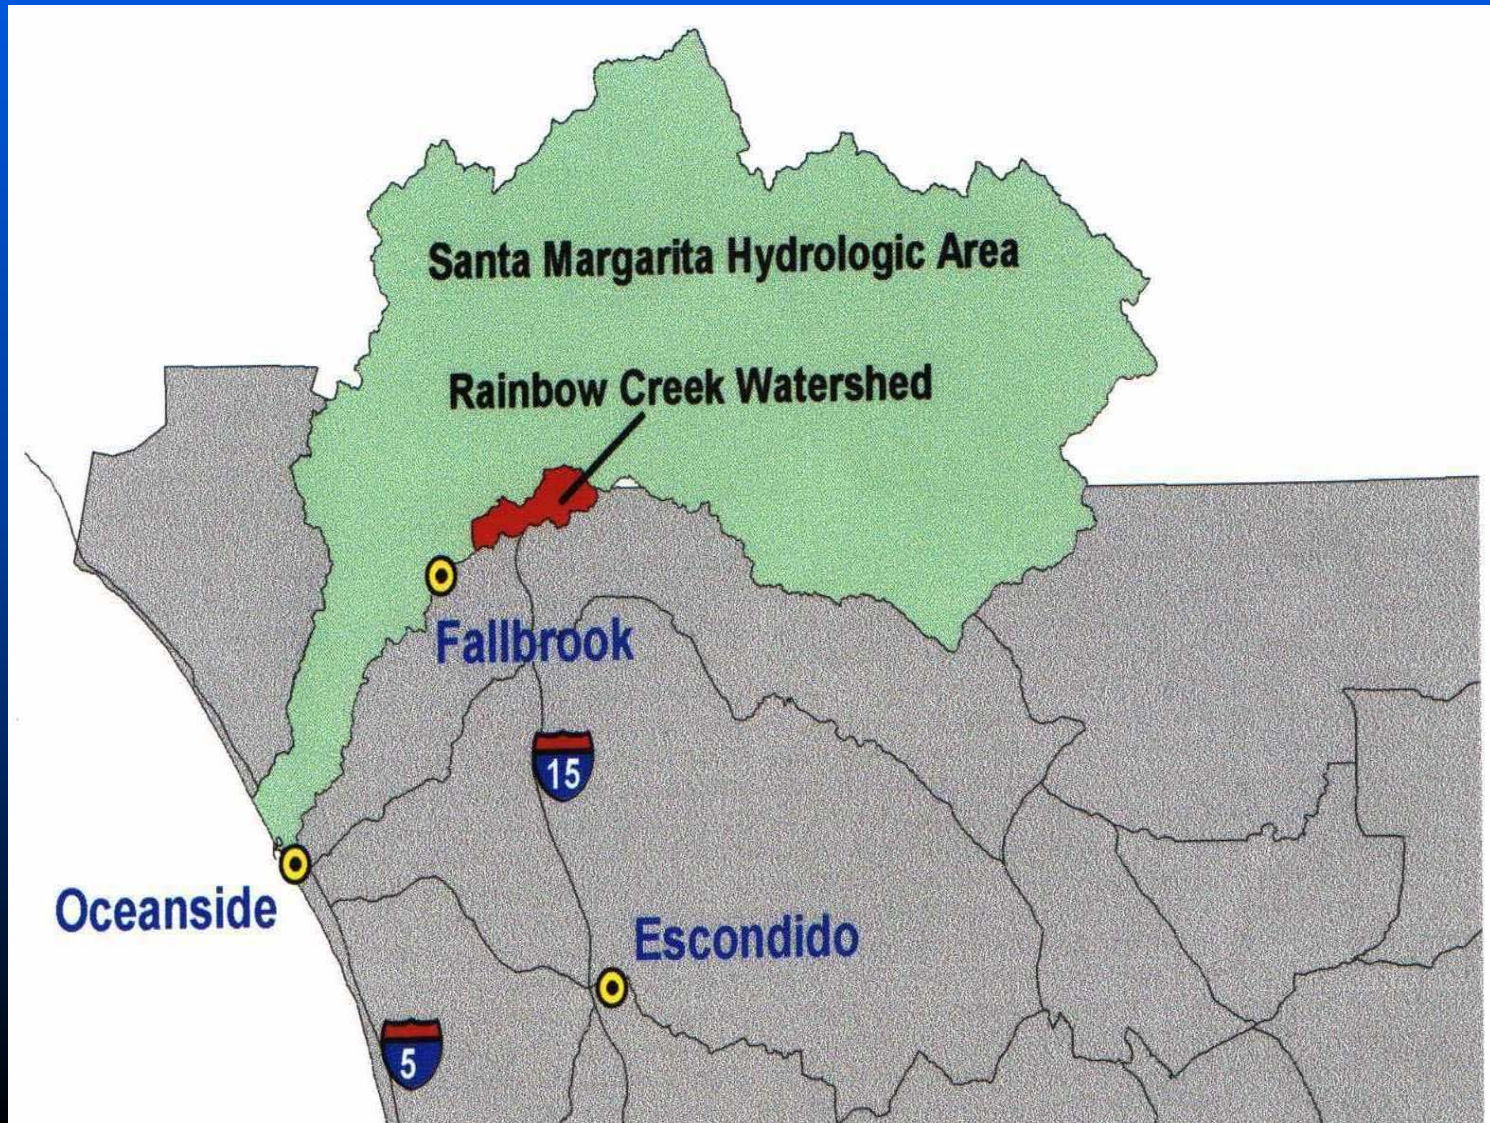 Santa Margarita Hydrologic Area
Rainbow Creek Watershed
Fallbrook
15
Oceanside
Escondido
5